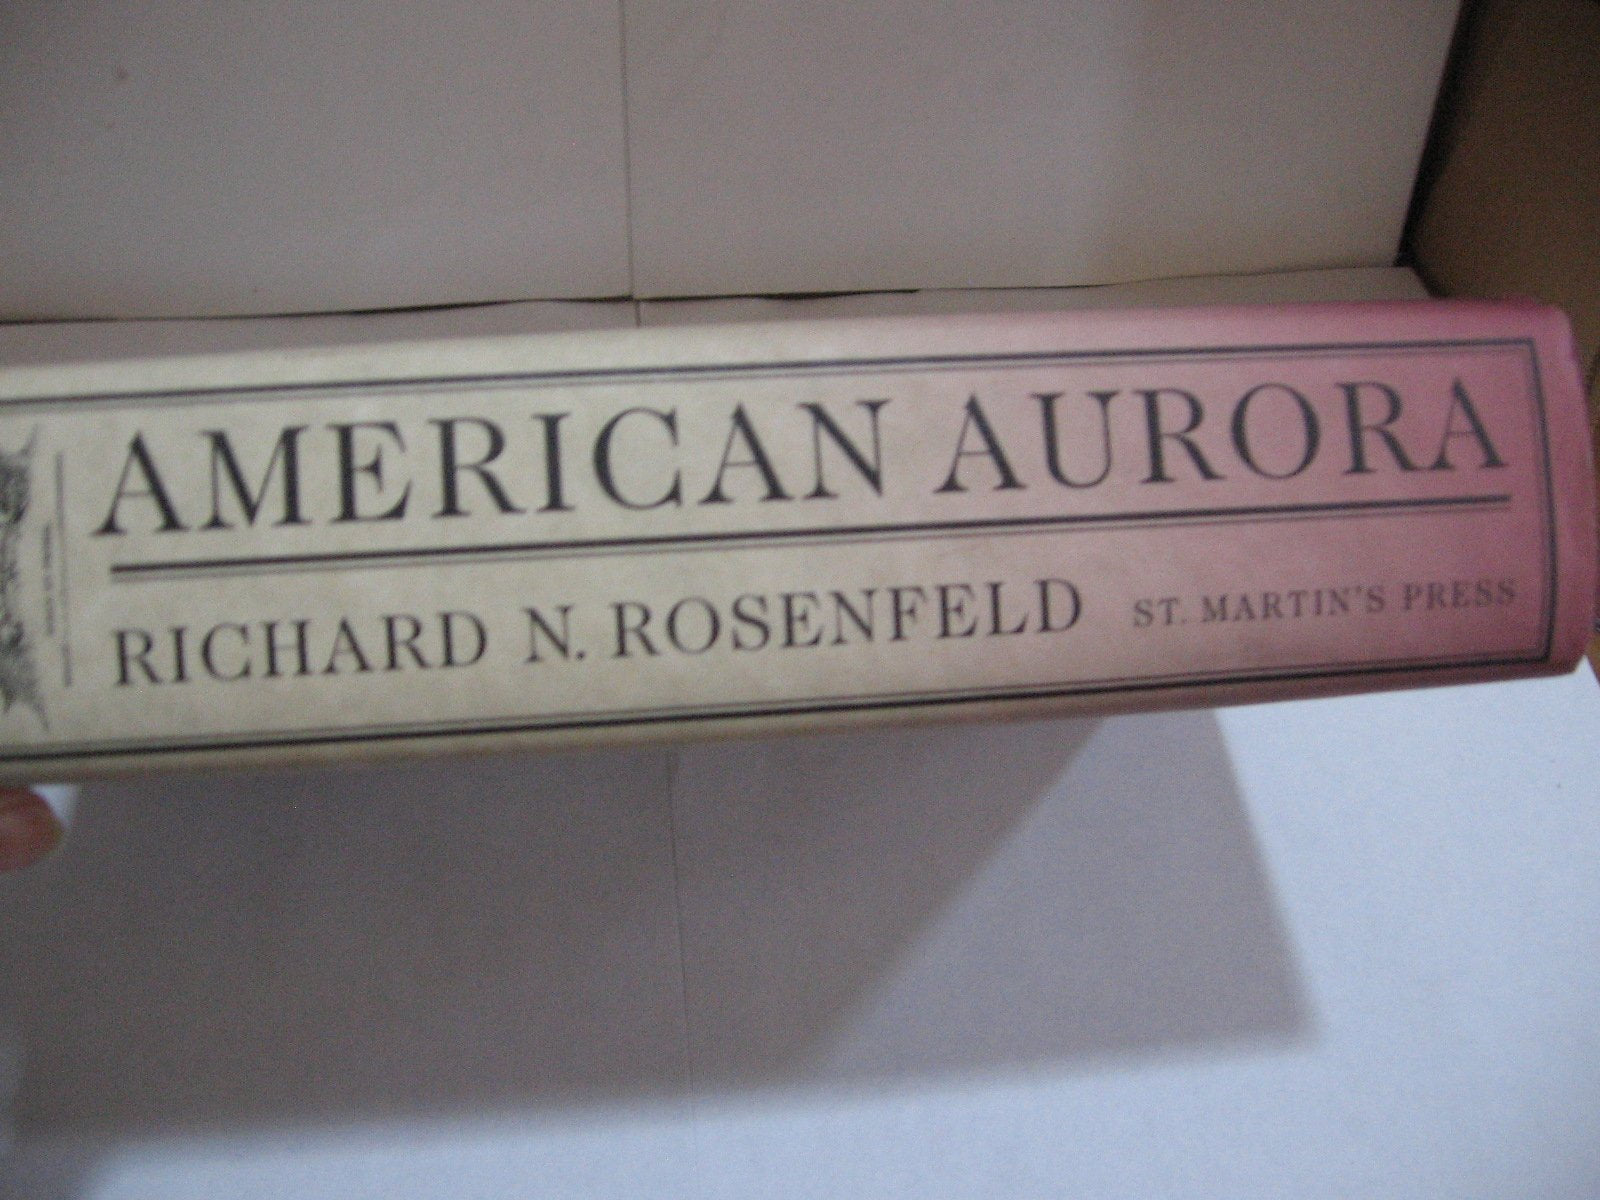 AMERICAN AURORA
RICHARD N. ROSENFELD
ST. MARTIN'S PRESS